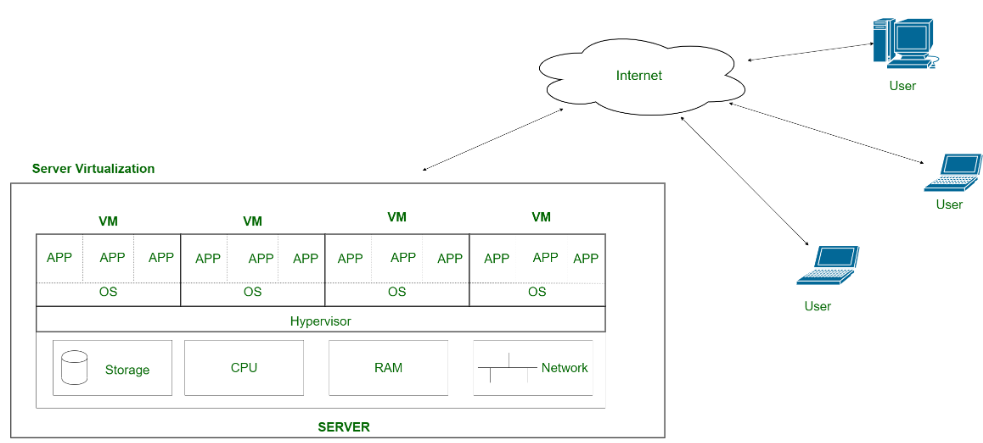 Internet
User
Server Virtualization
User
VM VM VM VM
APP APP APP APP APP APP APP APP APP APP APP APP
OS OS OS OS
User
Hypervisor
Storage CPU RAM Network
SERVER